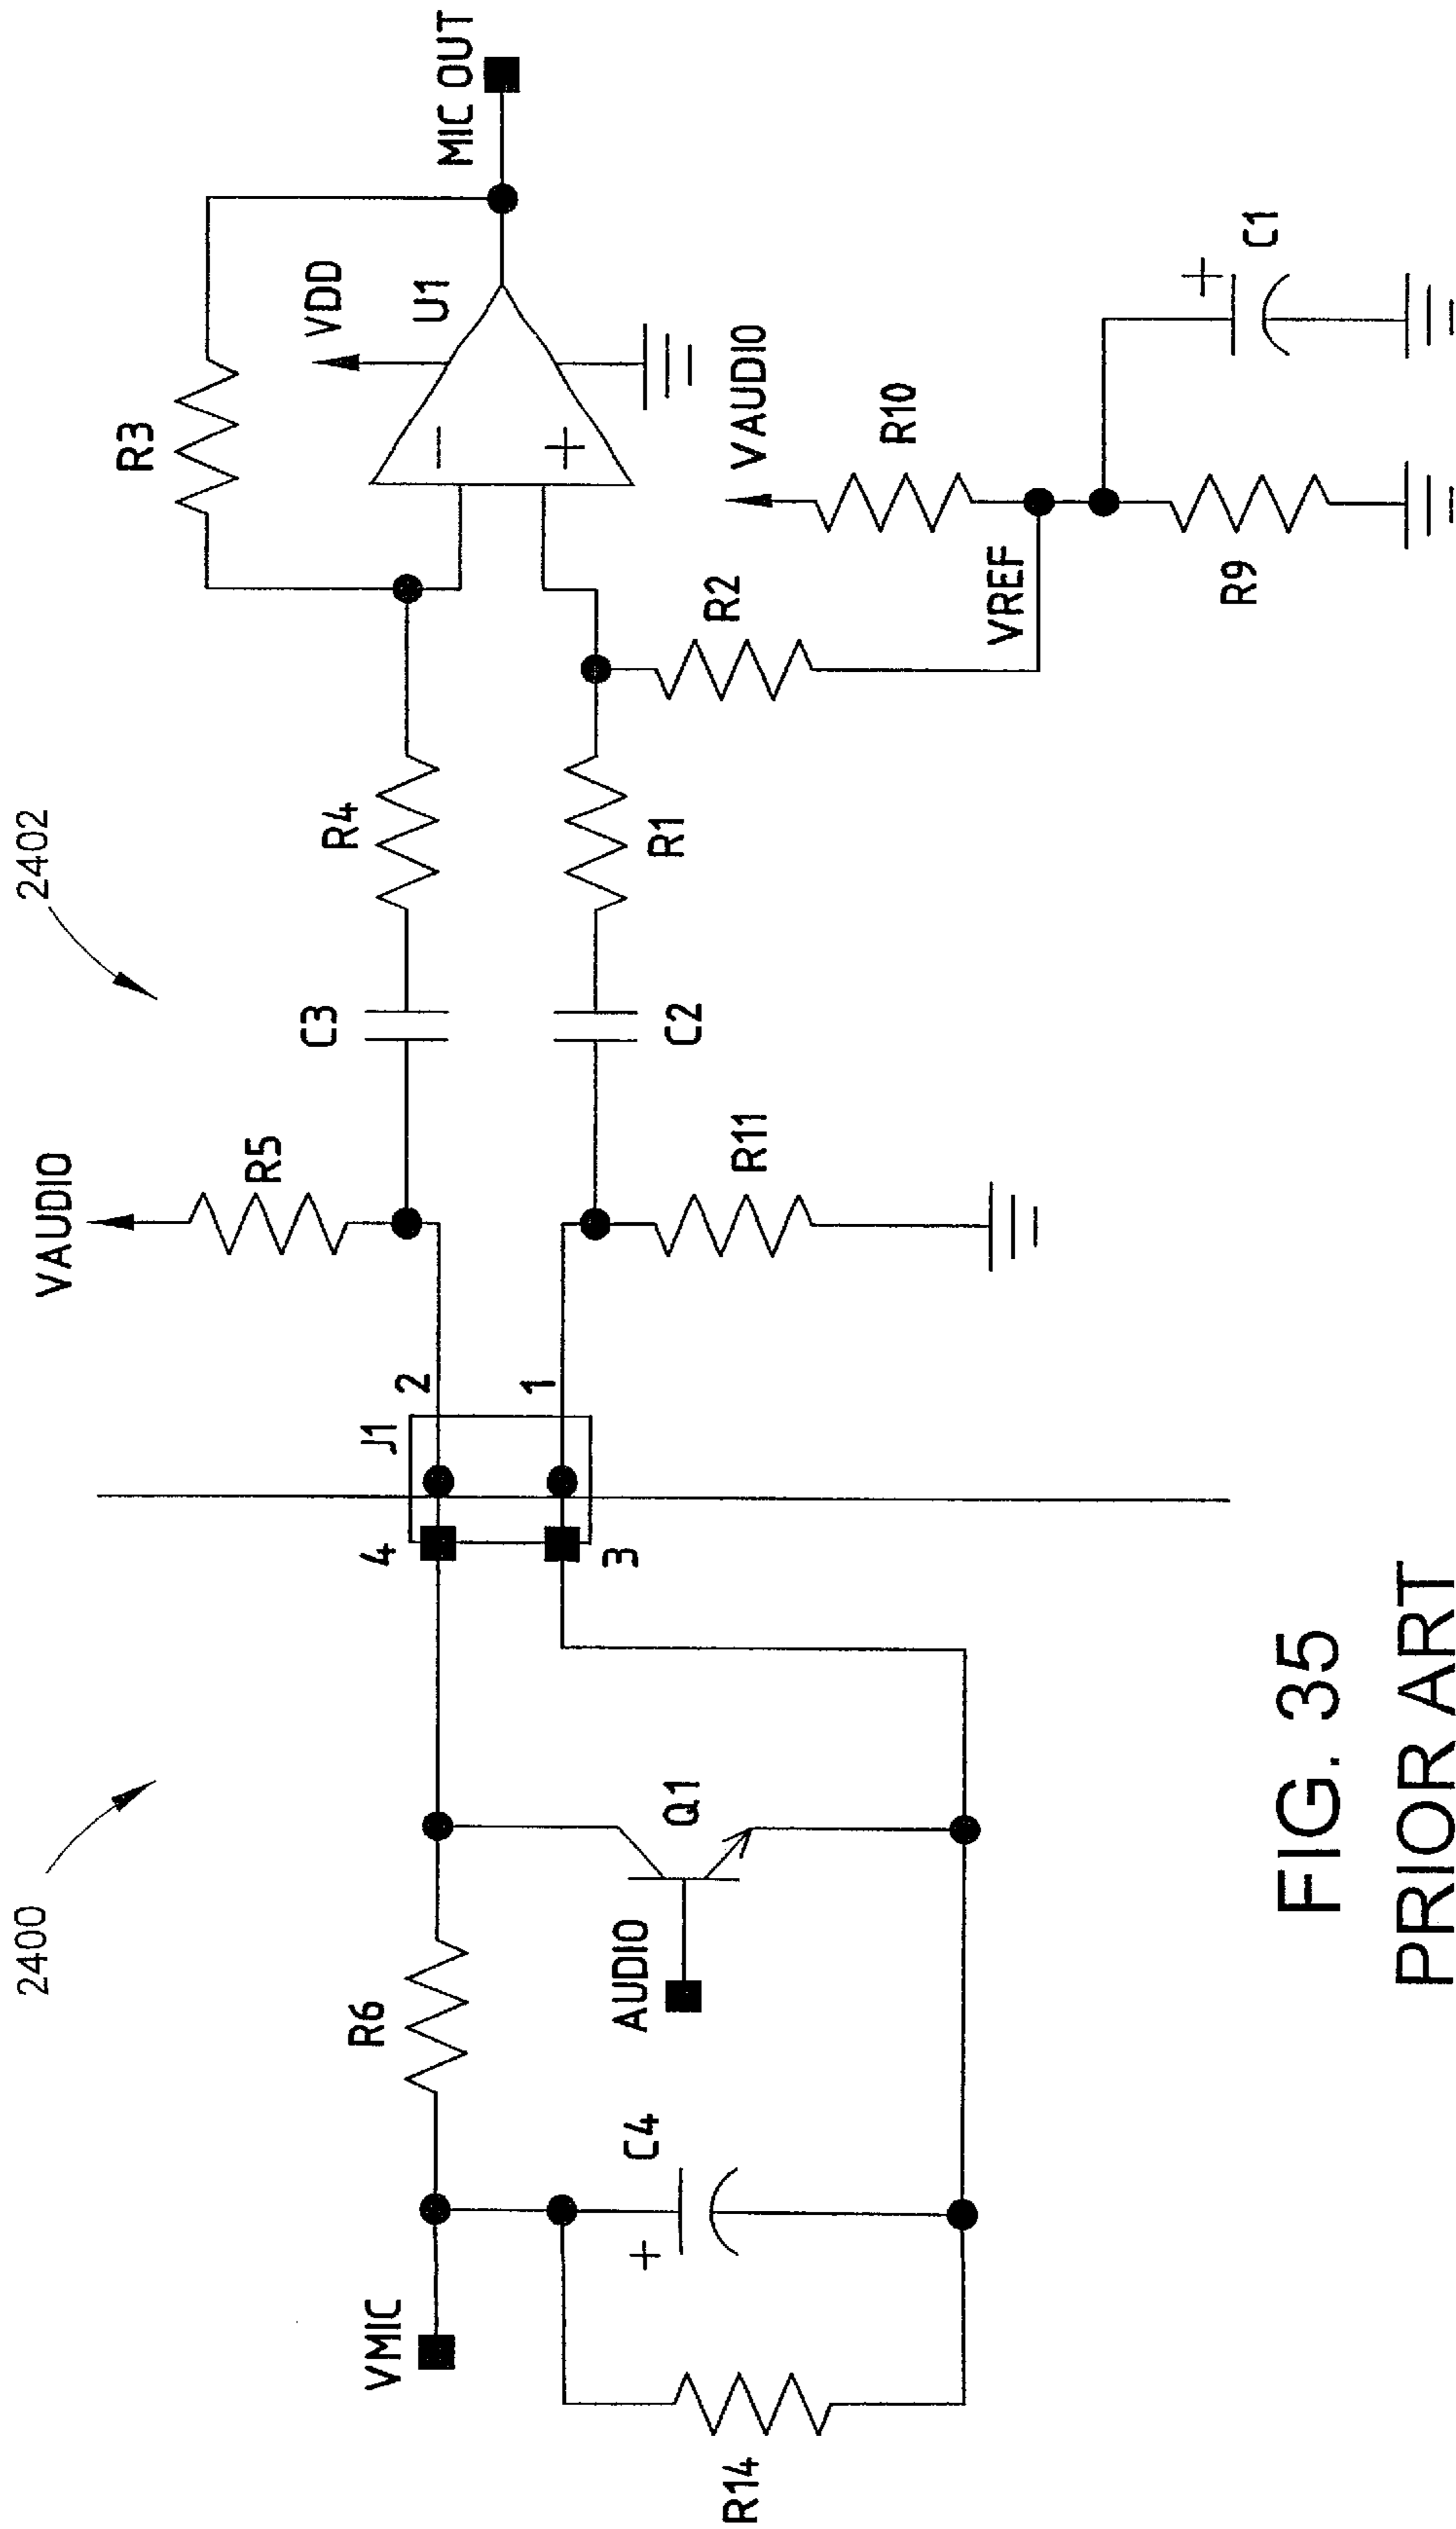 2400
2402
VAUDIO
R5
C3
R4
R3
VDD
U1
MIC OUT
VMIC
R6
4
J1
2
−
+
AUDIO
Q1
3
1
C2
R1
R11
R2
VAUDIO
R10
VREF
R9
+
C1
+
C4
R14
FIG. 35
PRIOR ART